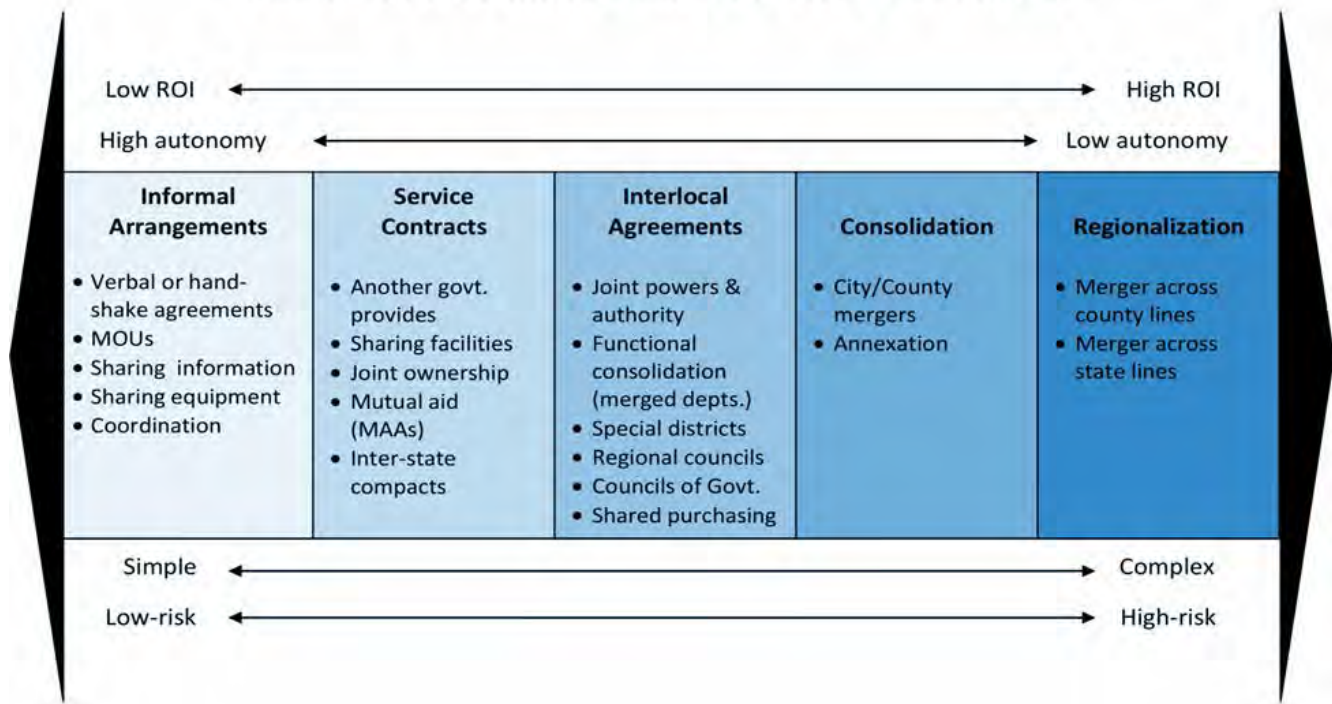 Low ROI
High ROI
High autonomy
Low autonomy
Informal
Arrangements
• Verbal or hand-
shake agreements
• MOUs
• Sharing information
• Sharing equipment
• Coordination
Service
Contracts
• Another govt.
provides
• Sharing facilities
• Joint ownership
• Mutual aid
(MAAs)
• Inter-state
compacts
Interlocal
Agreements
• Joint powers &
authority
• Functional
consolidation
(merged depts.)
• Special districts
• Regional councils
• Councils of Govt.
• Shared purchasing
Consolidation
• City/County
mergers
• Annexation
Regionalization
• Merger across
county lines
• Merger across
state lines
Simple
Complex
Low-risk
High-risk